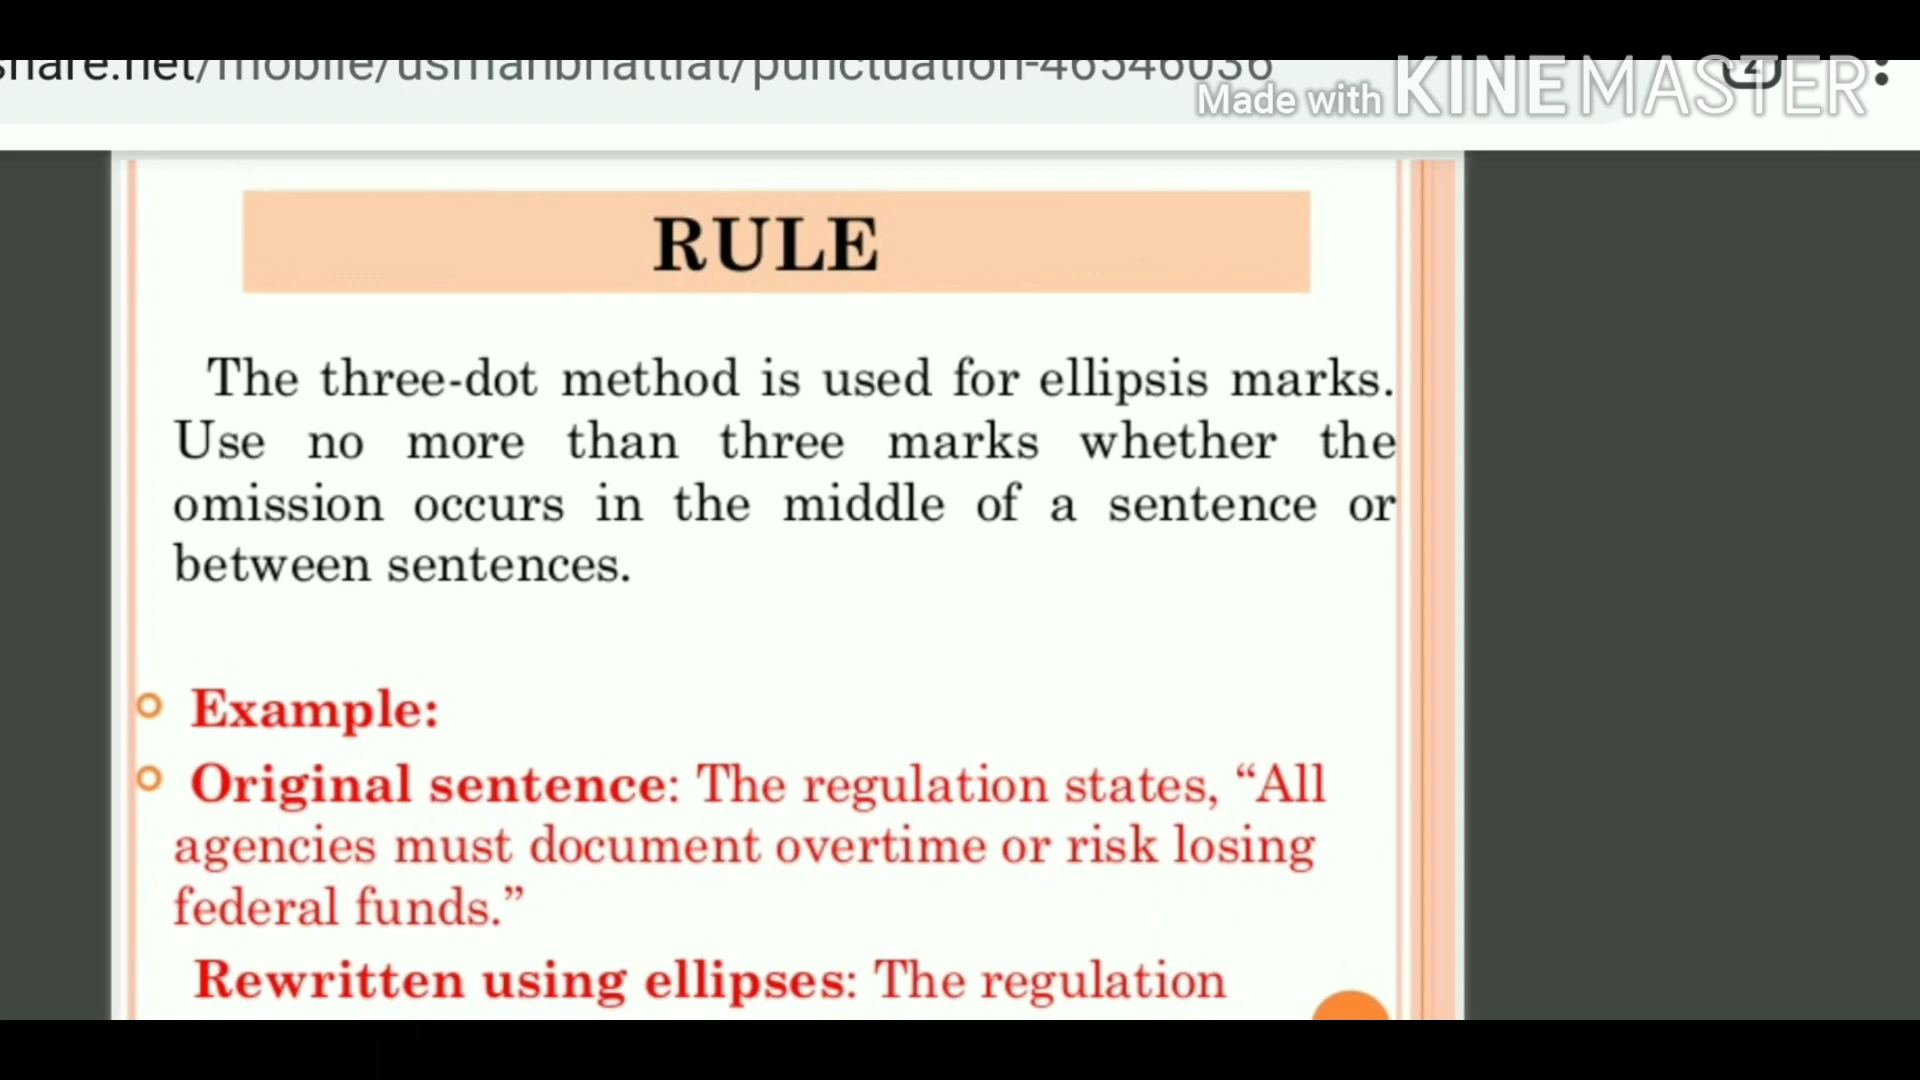 share.net/mobile/usmanbhattiat/punctuation-46546036
2
Made with KINEMASTER
RULE
The three-dot method is used for ellipsis marks.
Use no more than three marks whether the
omission occurs in the middle of a sentence or
between sentences.
Example:
Original sentence: The regulation states, “All
agencies must document overtime or risk losing
federal funds.”
Rewritten using ellipses: The regulation